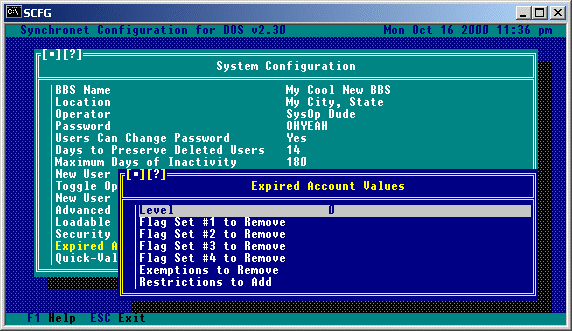 SCFG
Synchronet Configuration for DOS v2.30 Mon Oct 16 2000 11:36 pm
[■][?]
System Configuration
BBS Name My Cool New BBS
Location My City, State
Operator SysOp Dude
Password OHYEAH
Users Can Change Password Yes
Days to Preserve Deleted Users 14
Maximum Days of Inactivity 180
New User
Toggle Op
New User
Advanced
Loadable
Security
Expired A
Quick-Val
[■][?]
Expired Account Values
Level 0
Flag Set #1 to Remove
Flag Set #2 to Remove
Flag Set #3 to Remove
Flag Set #4 to Remove
Exemptions to Remove
Restrictions to Add
F1 Help ESC Exit